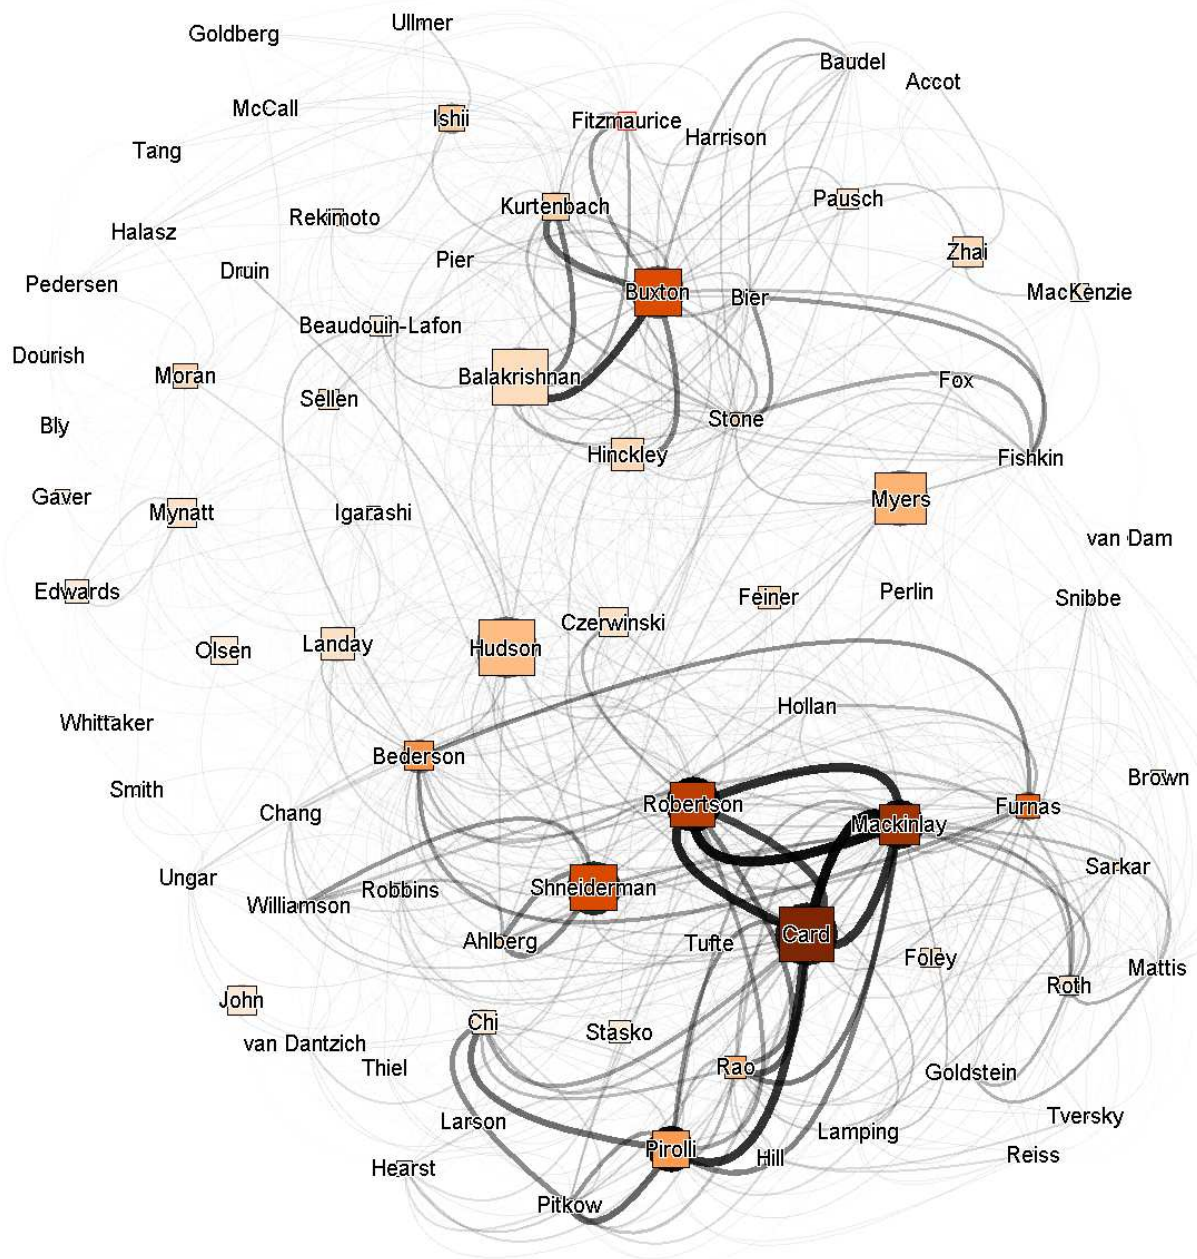 Ullmer
Goldberg
Baudel
Accot
McCall
Ishii
Fitzmaurice
Harrison
Tang
Pausch
Kurtenbach
Rekimoto
Halasz
Zhai
Pier
Druin
Pedersen
Buxton
Bier
MacKenzie
Beaudouin-Lafon
Dourish
Moran
Balakrishnan
Fox
Sellen
Stone
Bly
Hinckley
Fishkin
Gaver
Myers
Mynatt
Igarashi
van Dam
Edwards
Perlin
Feiner
Snibbe
Czerwinski
Landay
Hudson
Olsen
Hollan
Whittaker
Bederson
Brown
Smith
Robertson
Furnas
Chang
Mackinlay
Sarkar
Ungar
Shneiderman
Robbins
Williamson
Card
Ahlberg
Tufte
Foley
Mattis
Roth
John
Chi
Stasko
van Dantzich
Thiel
Rao
Goldstein
Tversky
Larson
Lamping
Pirolli
Reiss
Hill
Hearst
Pitkow